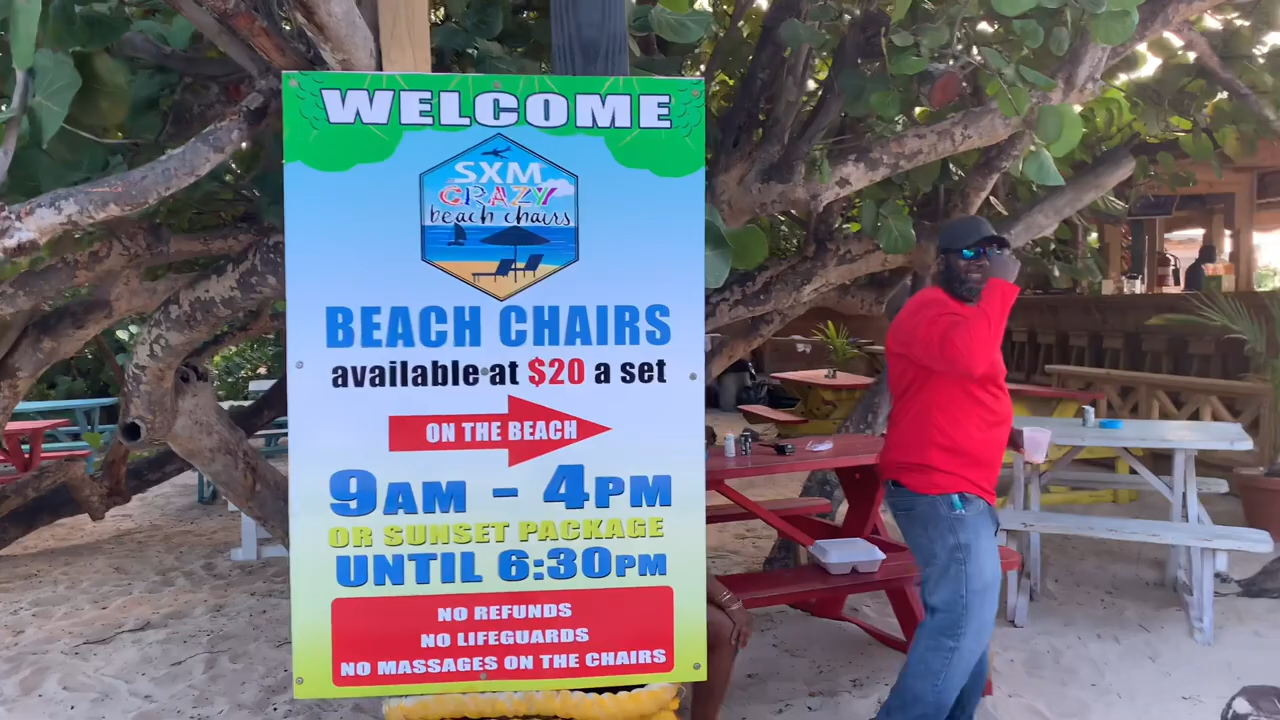 WELCOME
SXM
CRAZY
beach chairs
BEACH CHAIRS
available at $20 a set
ON THE BEACH
9AM - 4PM
OR SUNSET PACKAGE
UNTIL 6:30PM
NO REFUNDS
NO LIFEGUARDS
NO MASSAGES ON THE CHAIRS